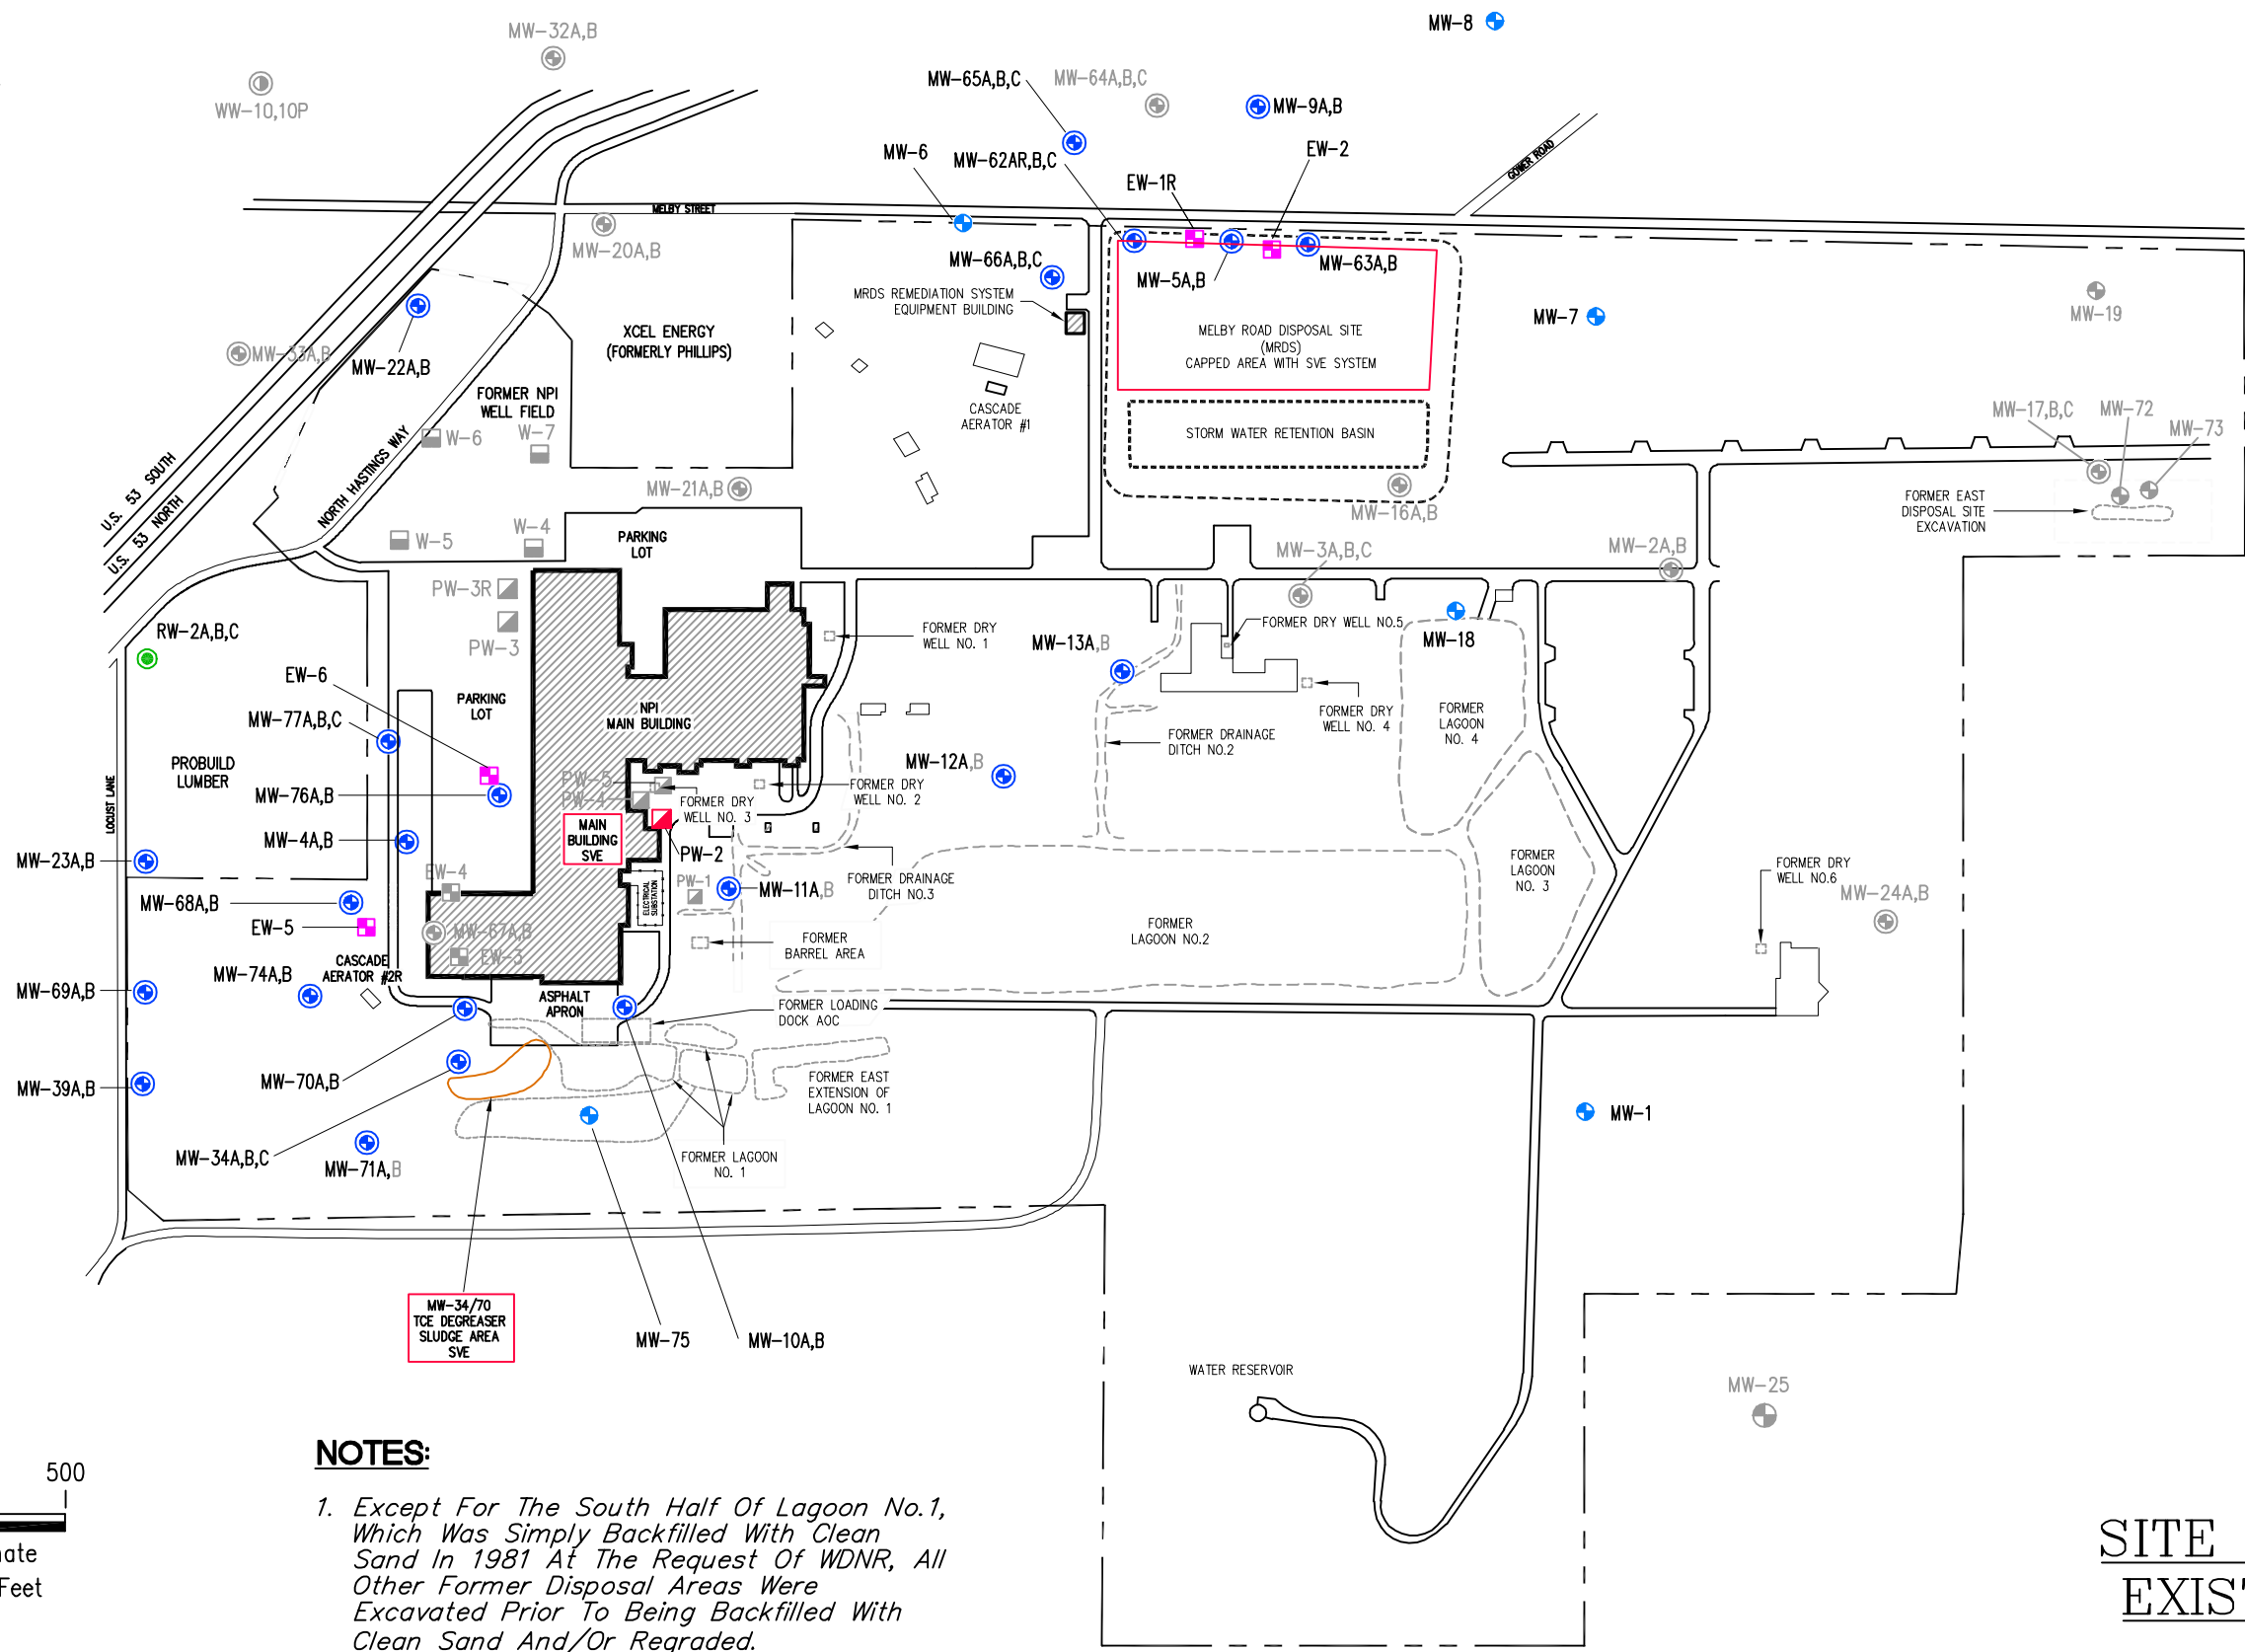 MW-8
MW-32A,B
WW-10,10P
MW-65A,B,C
MW-64A,B,C
MW-9A,B
MW-6
MW-62AR,B,C
EW-2
EW-1R
GOWER ROAD
MELBY STREET
MW-20A,B
MW-66A,B,C
MW-5A,B
MW-63A,B
MRDS REMEDIATION SYSTEM
EQUIPMENT BUILDING
MW-7
MW-19
MW-33A,B
MW-22A,B
XCEL ENERGY
(FORMERLY PHILLIPS)
MELBY ROAD DISPOSAL SITE
(MRDS)
CAPPED AREA WITH SVE SYSTEM
FORMER NPI
WELL FIELD
CASCADE
AERATOR #1
STORM WATER RETENTION BASIN
MW-17,B,C
MW-72
MW-73
W-6
W-7
U.S. 53 SOUTH
U.S. 53 NORTH
NORTH HASTINGS WAY
MW-21A,B
MW-16A,B
FORMER EAST
DISPOSAL SITE
EXCAVATION
W-5
W-4
PARKING
LOT
MW-3A,B,C
MW-2A,B
PW-3R
PW-3
RW-2A,B,C
FORMER DRY
WELL NO. 1
MW-13A,B
FORMER DRY WELL NO.5
MW-18
EW-6
MW-77A,B,C
PARKING
LOT
NPI
MAIN BUILDING
FORMER DRY
WELL NO. 4
FORMER
LAGOON
NO. 4
FORMER DRAINAGE
DITCH NO.2
PROBUILD
LUMBER
LOCUST LANE
MW-12A,B
MW-76A,B
PW-5
PW-4
FORMER DRY
WELL NO. 3
FORMER DRY
WELL NO. 2
MW-4A,B
MAIN
BUILDING
SVE
PW-2
MW-23A,B
EW-4
ELECTRICAL
SUBSTATION
PW-1
MW-11A,B
FORMER DRAINAGE
DITCH NO.3
FORMER
LAGOON
NO. 3
FORMER DRY
WELL NO.6
MW-24A,B
MW-68A,B
EW-5
MW-67A,B
EW-3
FORMER
BARREL AREA
FORMER
LAGOON NO.2
CASCADE
AERATOR #2R
MW-74A,B
MW-69A,B
ASPHALT
APRON
FORMER LOADING
DOCK AOC
MW-70A,B
MW-39A,B
FORMER EAST
EXTENSION OF
LAGOON NO. 1
MW-1
MW-34A,B,C
MW-71A,B
FORMER LAGOON
NO. 1
MW-34/70
TCE DEGREASER
SLUDGE AREA
SVE
MW-75
MW-10A,B
WATER RESERVOIR
MW-25
500
ate
Feet
NOTES:
1. Except For The South Half Of Lagoon No.1,
Which Was Simply Backfilled With Clean
Sand In 1981 At The Request Of WDNR, All
Other Former Disposal Areas Were
Excavated Prior To Being Backfilled With
Clean Sand And/Or Regraded.
SITE
EXIST